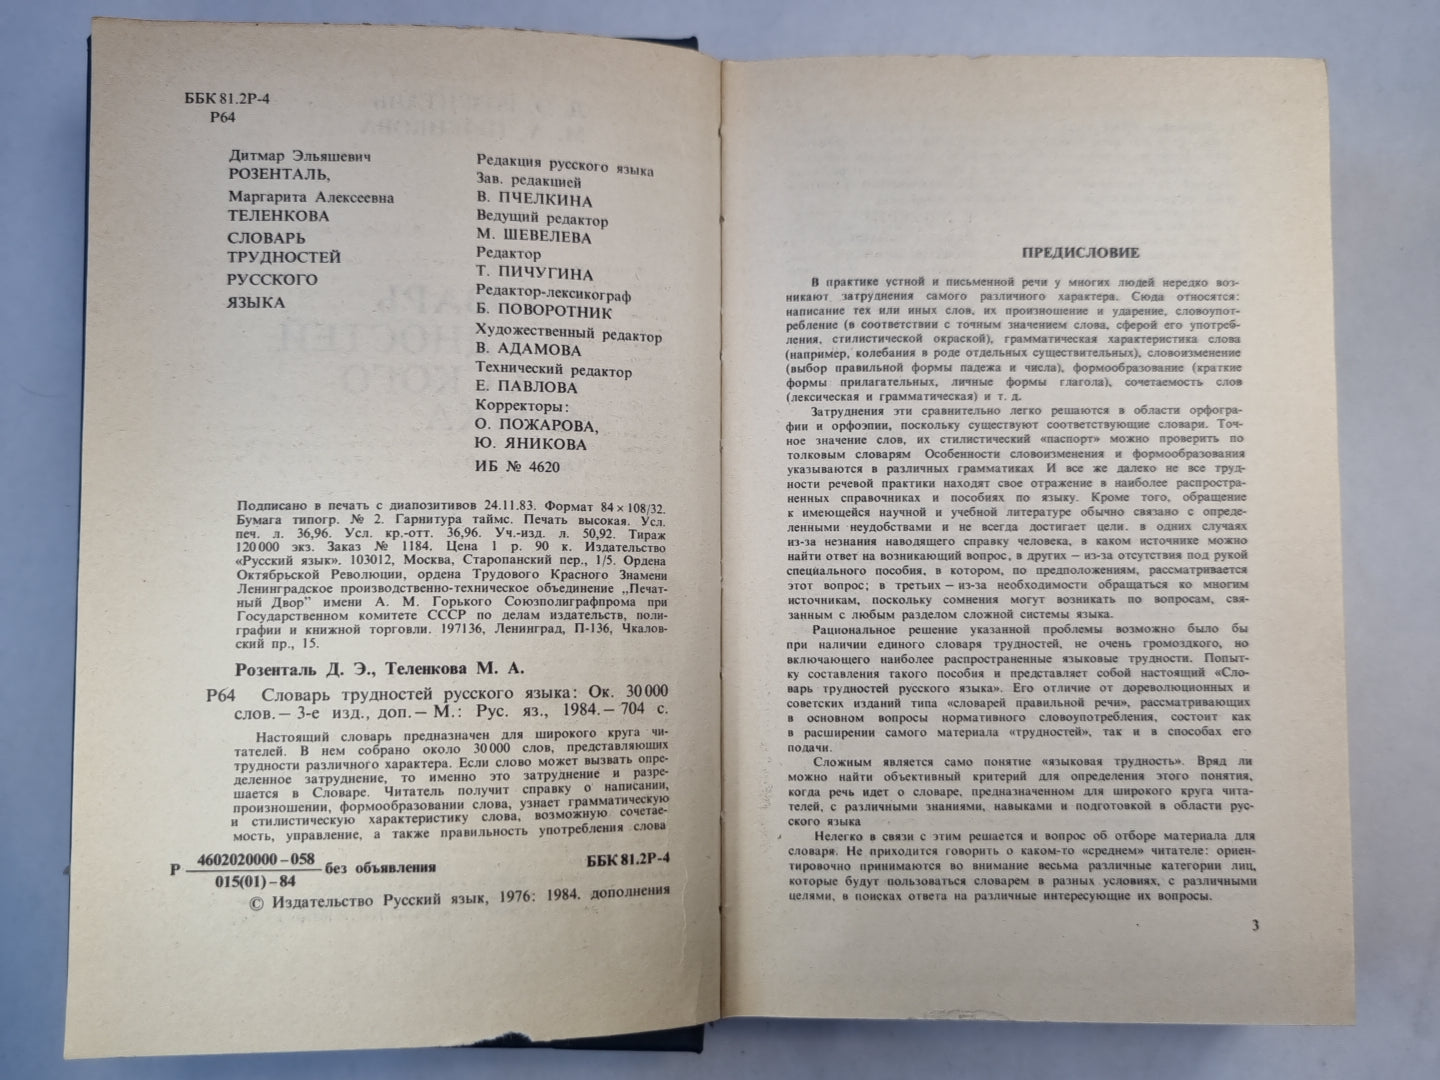 ББК 81.2Р-4
Р64
Дитмар Эльяшевич
РОЗЕНТАЛЬ,
Маргарита Алексеевна
ТЕЛЕНКОВА
СЛОВАРЬ
ТРУДНОСТЕЙ
РУССКОГО
ЯЗЫКА
Редакция русского языка
Зав. редакцией
В. ПЧЕЛКИНА
Ведущий редактор
М. ШЕВЕЛЕВА
Редактор
Т. ПИЧУГИНА
Редактор-лексикограф
Б. ПОВОРОТНИК
Художественный редактор
В. АДАМОВА
Технический редактор
Е. ПАВЛОВА
Корректоры:
О. ПОЖАРОВА,
Ю. ЯНИКОВА
ИБ № 4620
Подписано в печать с диапозитивов 24.11.83. Формат 84×108/32.
Бумага типогр. № 2. Гарнитура таймс. Печать высокая. Усл.
печ. л. 36,96. Усл. кр.-отт. 36,96. Уч.-изд. л. 50,92. Тираж
120000 экз. Заказ № 1184. Цена 1 р. 90 к. Издательство
«Русский язык». 103012, Москва, Старопанский пер., 1/5. Ордена
Октябрьской Революции, ордена Трудового Красного Знамени
Ленинградское производственно-техническое объединение „Печат-
ный Двор" имени А. М. Горького Союзполиграфпрома при
Государственном комитете СССР по делам издательств, поли-
графии и книжной торговли. 197136, Ленинград, П-136, Чкалов-
ский пр., 15.
Розенталь Д. Э., Теленкова М. А.
Р64 Словарь трудностей русского языка: Ок. 30000
слов.— 3-е изд., доп.— М.: Рус. яз., 1984.— 704 с.
Настоящий словарь предназначен для широкого круга чи-
тателей. В нем собрано около 30000 слов, представляющих
трудности различного характера. Если слово может вызвать опре-
деленное затруднение, то именно это затруднение и разре-
шается в Словаре. Читатель получит справку о написании,
произношении, формообразовании слова, узнает грамматическую
и стилистическую характеристику слова, возможную сочетае-
мость, управление, а также правильность употребления слова
Р 4602020000-058 без объявления ББК 81.2Р-4
015(01)-84
© Издательство Русский язык, 1976; 1984. дополнения
ПРЕДИСЛОВИЕ
В практике устной и письменной речи у многих людей нередко воз-
никают затруднения самого различного характера. Сюда относятся:
написание тех или иных слов, их произношение и ударение, словоупот-
ребление (в соответствии с точным значением слова, сферой его употреб-
ления, стилистической окраской), грамматическая характеристика слова
(например, колебания в роде отдельных существительных), словоизменение
(выбор правильной формы падежа и числа), формообразование (краткие
формы прилагательных, личные формы глагола), сочетаемость слов
(лексическая и грамматическая) и т. д.
Затруднения эти сравнительно легко решаются в области орфогра-
фии и орфоэпии, поскольку существуют соответствующие словари. Точ-
ное значение слов, их стилистический «паспорт» можно проверить по
толковым словарям Особенности словоизменения и формообразования
указываются в различных грамматиках И все же далеко не все труд-
ности речевой практики находят свое отражение в наиболее распростра-
ненных справочниках и пособиях по языку. Кроме того, обращение
к имеющейся научной и учебной литературе обычно связано с опреде-
ленными неудобствами и не всегда достигает цели. в одних случаях
из-за незнания наводящего справку человека, в каком источнике можно
найти ответ на возникающий вопрос, в других — из-за отсутствия под рукой
специального пособия, в котором, по предположениям, рассматривается
этот вопрос; в третьих — из-за необходимости обращаться ко многим
источникам, поскольку сомнения могут возникать по вопросам, свя-
занным с любым разделом сложной системы языка.
Рациональное решение указанной проблемы возможно было бы
при наличии единого словаря трудностей, не очень громоздкого, но
включающего наиболее распространенные языковые трудности. Попыт-
ку составления такого пособия и представляет собой настоящий «Сло-
варь трудностей русского языка». Его отличие от дореволюционных и
советских изданий типа «словарей правильной речи», рассматривающих
в основном вопросы нормативного словоупотребления, состоит как
в расширении самого материала «трудностей», так и в способах его
подачи.
Сложным является само понятие «языковая трудность». Вряд ли
можно найти объективный критерий для определения этого понятия,
когда речь идет о словаре, предназначенном для широкого круга чита-
телей, с различными знаниями, навыками и подготовкой в области рус-
ского языка
Нелегко в связи с этим решается и вопрос об отборе материала для
словаря. Не приходится говорить о каком-то «среднем» читателе: ориен-
тировочно принимаются во внимание весьма различные категории лиц,
которые будут пользоваться словарем в разных условиях, с различными
целями, в поисках ответа на различные интересующие их вопросы.
3